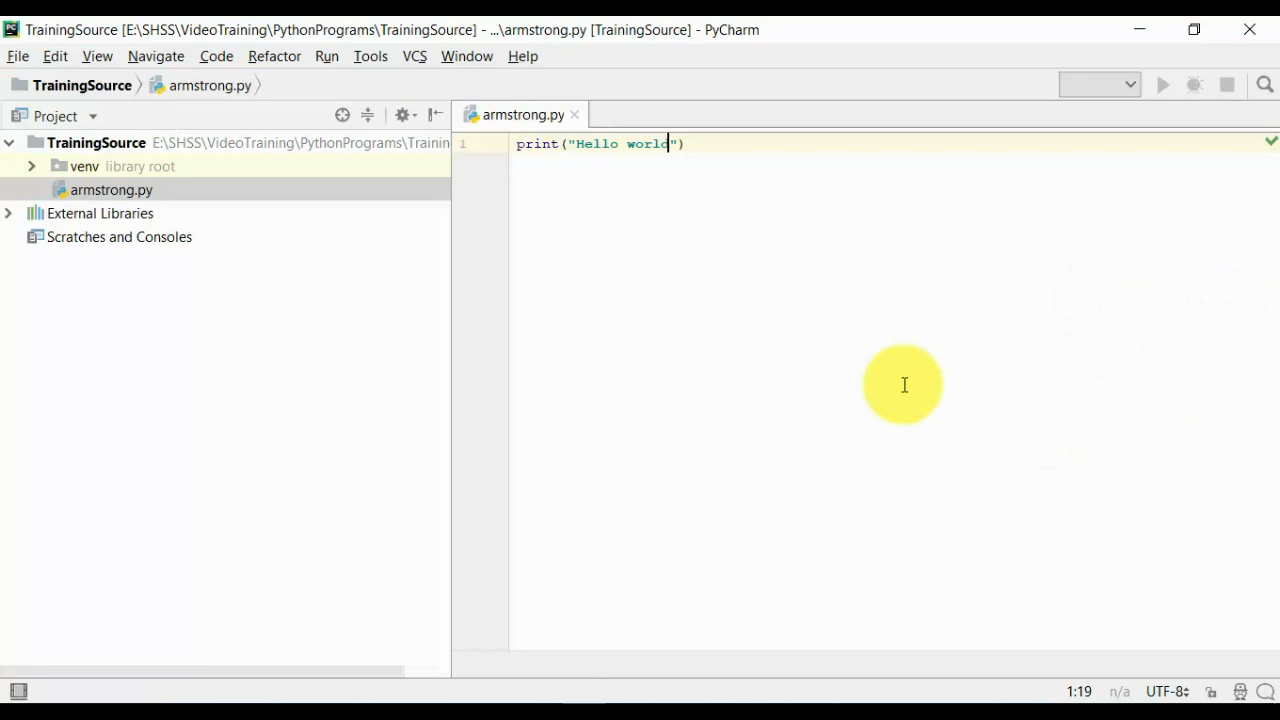 TrainingSource [E:\SHSS\VideoTraining\PythonPrograms\TrainingSource] - ...\armstrong.py [TrainingSource] - PyCharm
File Edit View Navigate Code Refactor Run Tools VCS Window Help
TrainingSource armstrong.py
Project armstrong.py
TrainingSource E:\SHSS\VideoTraining\PythonPrograms\Trainin
1 print("Hello world")
venv library root
armstrong.py
External Libraries
Scratches and Consoles
1:19 n/a UTF-8